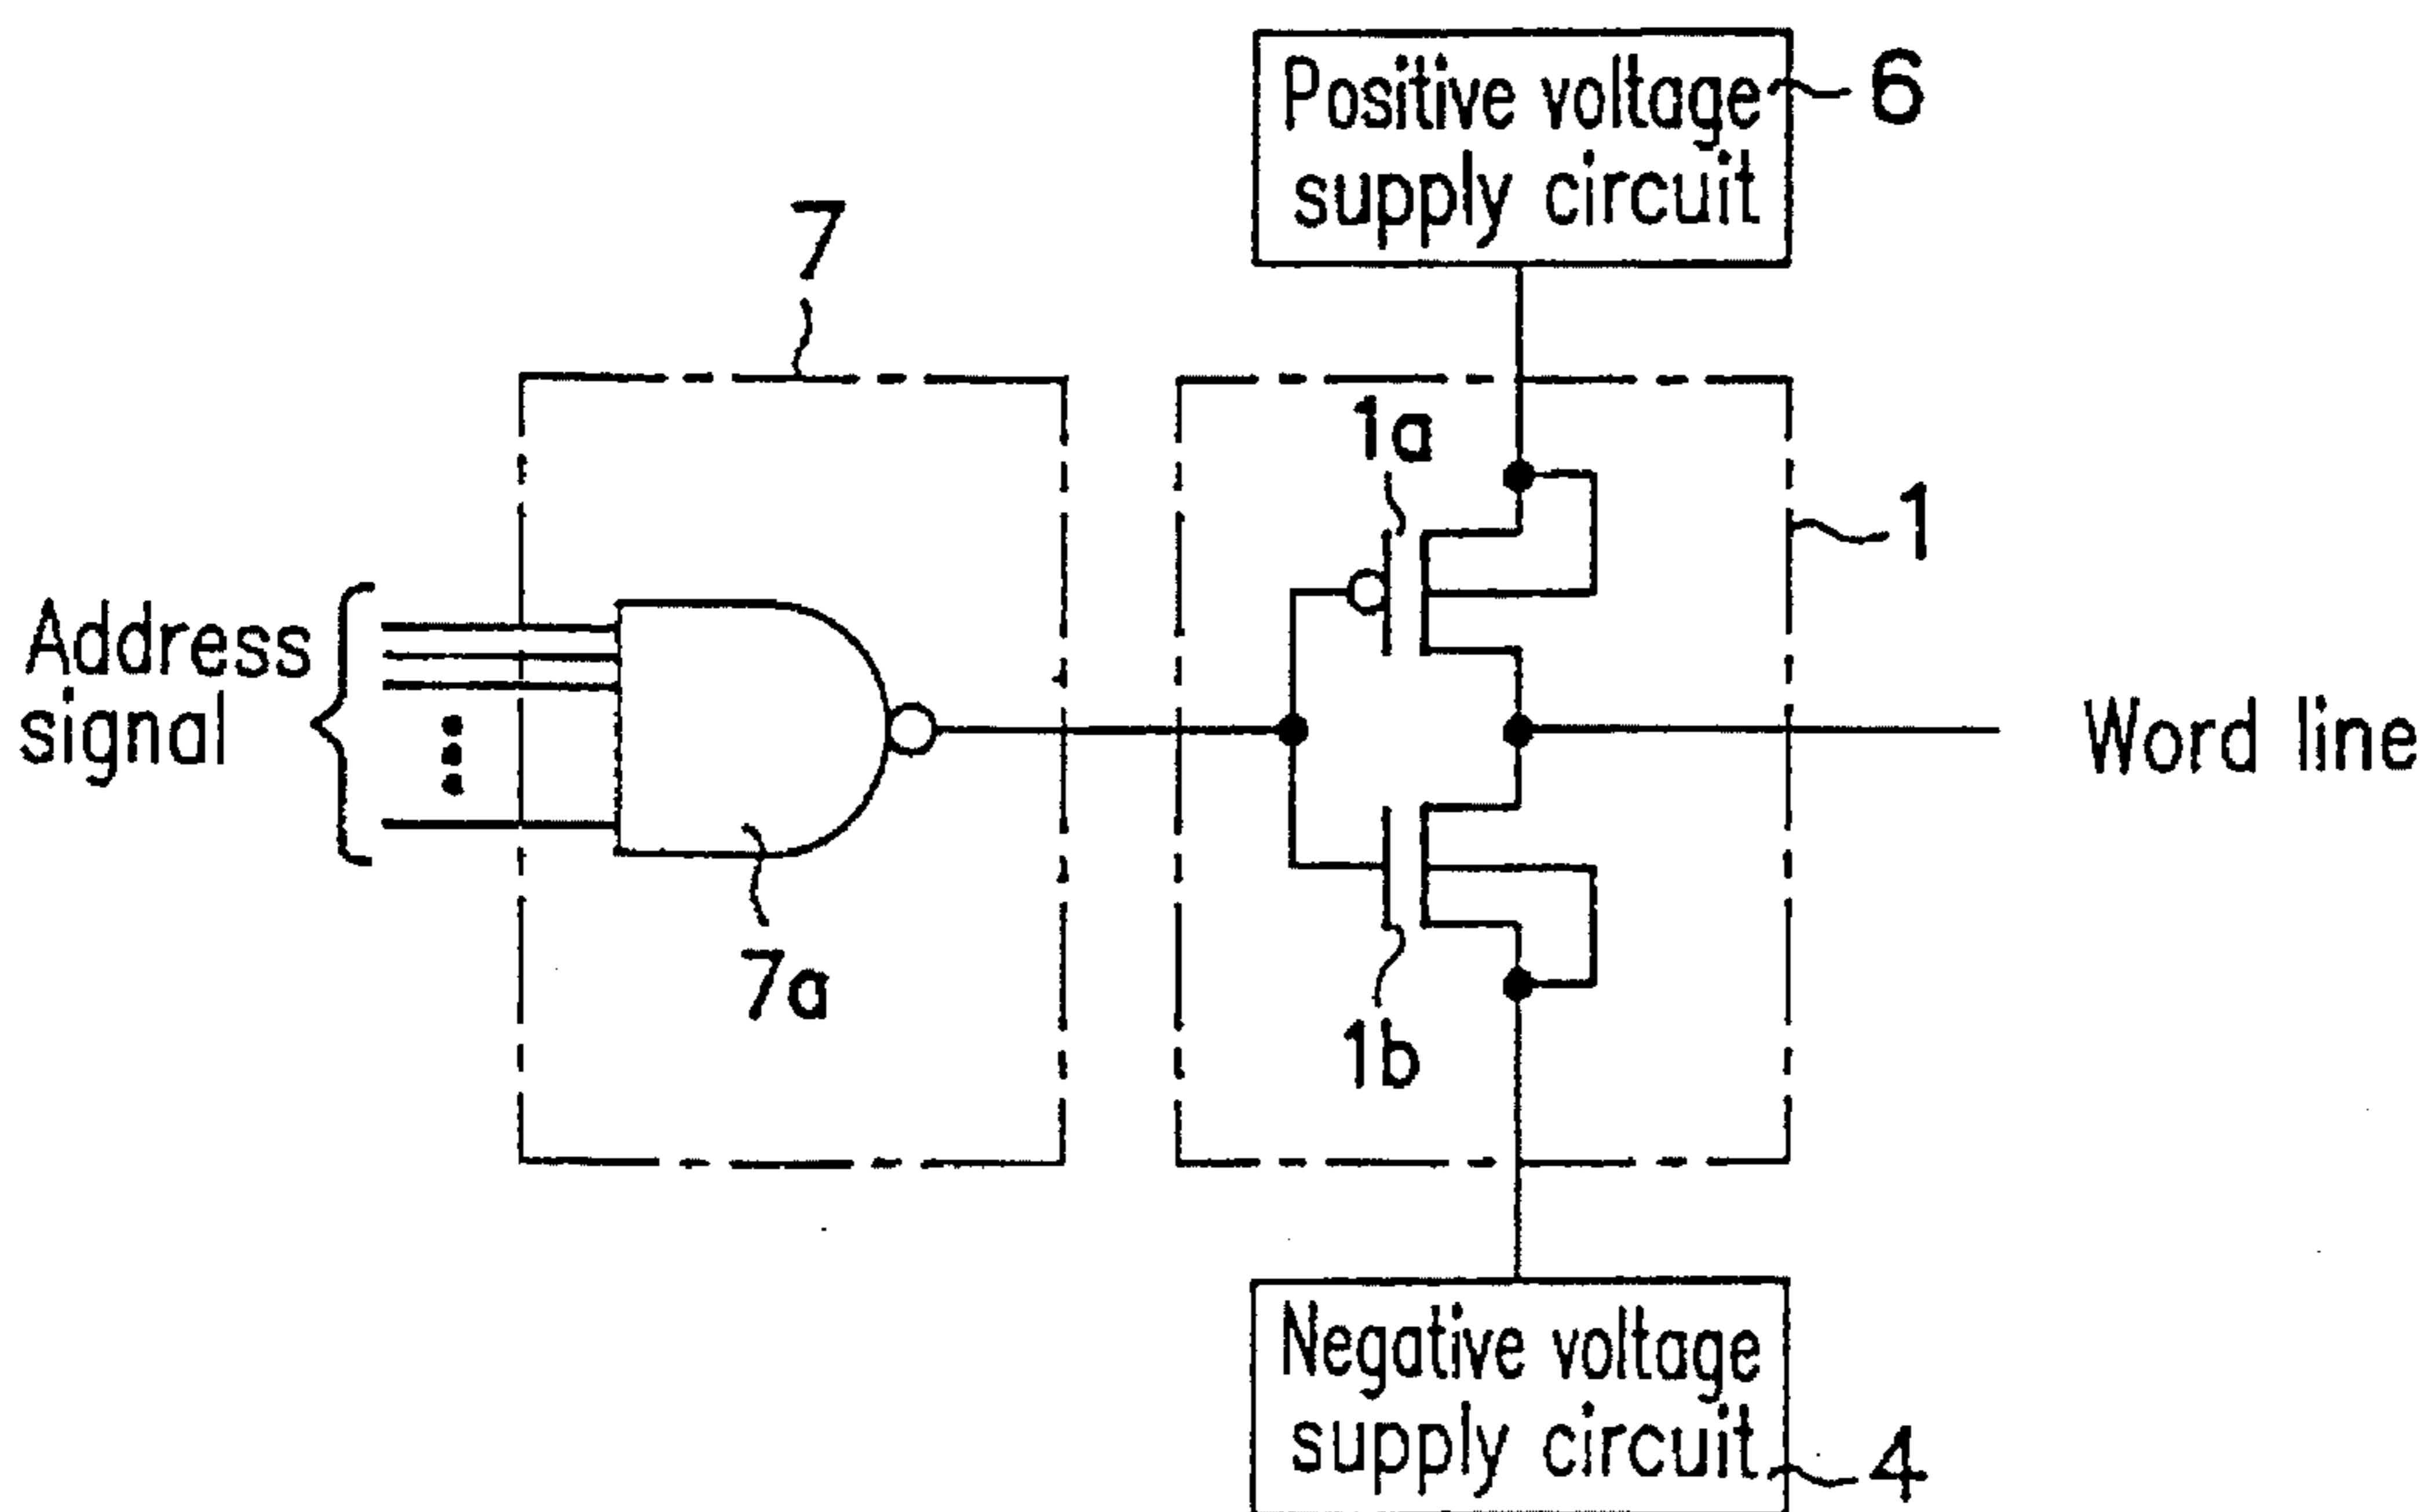 Positive voltage
supply circuit
6
7
1a
1
Address
signal
Word line
7a
1b
Negative voltage
supply circuit
4